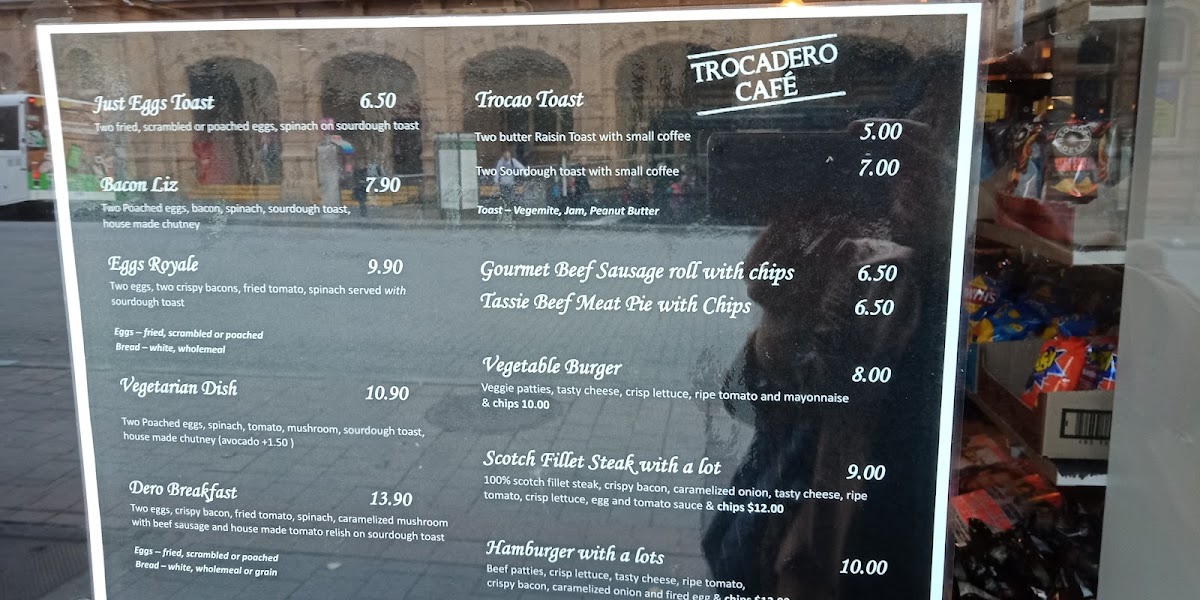 TROCADERO
CAFÉ
Just Eggs Toast 6.50
Two fried, scrambled or poached eggs, spinach on sourdough toast
Bacon Liz 7.90
Two Poached eggs, bacon, spinach, sourdough toast,
house made chutney
Eggs Royale 9.90
Two eggs, two crispy bacons, fried tomato, spinach served with
sourdough toast
Eggs – fried, scrambled or poached
Bread – white, wholemeal
Vegetarian Dish 10.90
Two Poached eggs, spinach, tomato, mushroom, sourdough toast,
house made chutney (avocado +1.50 )
Dero Breakfast 13.90
Two eggs, crispy bacon, fried tomato, spinach, caramelized mushroom
with beef sausage and house made tomato relish on sourdough toast
Eggs – fried, scrambled or poached
Bread – white, wholemeal or grain
Trocao Toast
Two butter Raisin Toast with small coffee 5.00
Two Sourdough toast with small coffee 7.00
Toast – Vegemite, Jam, Peanut Butter
Gourmet Beef Sausage roll with chips 6.50
Tassie Beef Meat Pie with Chips 6.50
Vegetable Burger 8.00
Veggie patties, tasty cheese, crisp lettuce, ripe tomato and mayonnaise
& chips 10.00
Scotch Fillet Steak with a lot 9.00
100% scotch fillet steak, crispy bacon, caramelized onion, tasty cheese, ripe
tomato, crisp lettuce, egg and tomato sauce & chips $12.00
Hamburger with a lots 10.00
Beef patties, crisp lettuce, tasty cheese, ripe tomato,
crispy bacon, caramelized onion and fired egg & chips $12.00